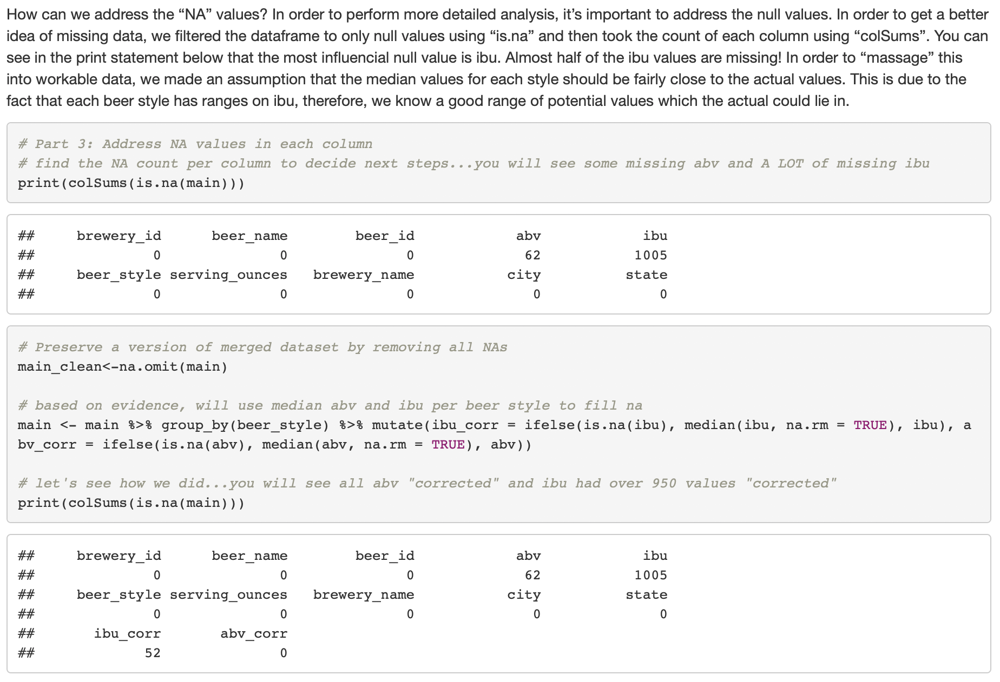 How can we address the “NA” values? In order to perform more detailed analysis, it’s important to address the null values. In order to get a better
idea of missing data, we filtered the dataframe to only null values using “is.na” and then took the count of each column using “colSums”. You can
see in the print statement below that the most influencial null value is ibu. Almost half of the ibu values are missing! In order to “massage” this
into workable data, we made an assumption that the median values for each style should be fairly close to the actual values. This is due to the
fact that each beer style has ranges on ibu, therefore, we know a good range of potential values which the actual could lie in.
# Part 3: Address NA values in each column
# find the NA count per column to decide next steps...you will see some missing abv and A LOT of missing ibu
print(colSums(is.na(main)))
##     brewery_id      beer_name        beer_id            abv            ibu
##              0              0              0             62           1005
##     beer_style serving_ounces   brewery_name           city          state
##              0              0              0              0              0
# Preserve a version of merged dataset by removing all NAs
main_clean<-na.omit(main)
# based on evidence, will use median abv and ibu per beer style to fill na
main <- main %>% group_by(beer_style) %>% mutate(ibu_corr = ifelse(is.na(ibu), median(ibu, na.rm = TRUE), ibu), a
bv_corr = ifelse(is.na(abv), median(abv, na.rm = TRUE), abv))
# let's see how we did...you will see all abv "corrected" and ibu had over 950 values "corrected"
print(colSums(is.na(main)))
##     brewery_id      beer_name        beer_id            abv            ibu
##              0              0              0             62           1005
##     beer_style serving_ounces   brewery_name           city          state
##              0              0              0              0              0
##       ibu_corr       abv_corr
##             52              0